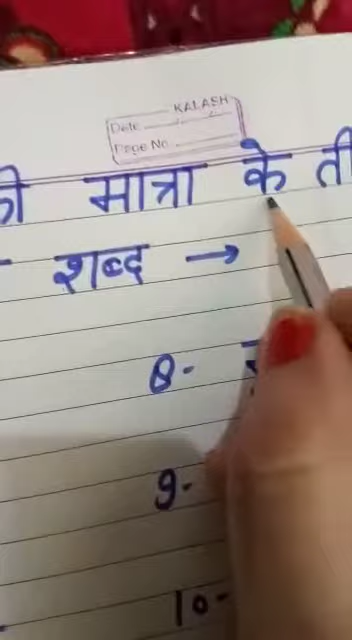 KALASH
Date
Page No
की मात्रा के ती
शब्द →
8-
9-
10-